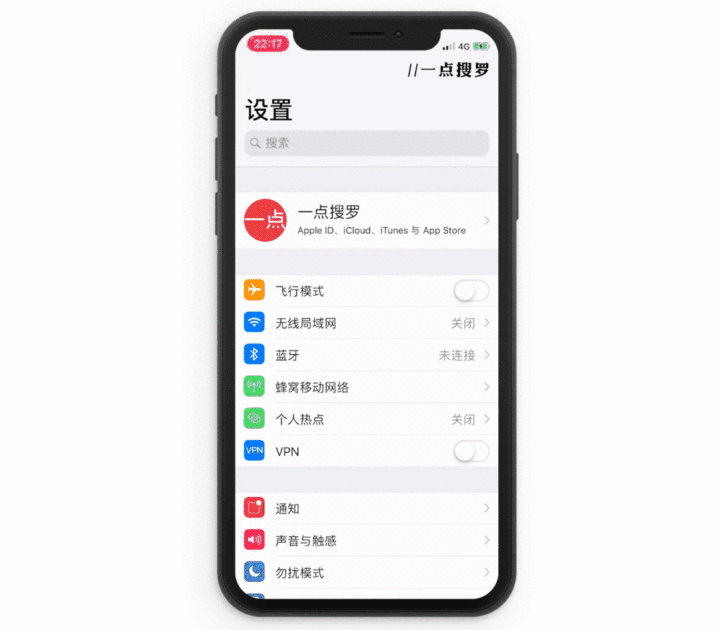 22:17
4G
//一点搜罗
设置
搜索
一点
一点搜罗
Apple ID、iCloud、iTunes 与 App Store
飞行模式
无线局域网 关闭
蓝牙 未连接
蜂窝移动网络
个人热点 关闭
VPN VPN
通知
声音与触感
勿扰模式